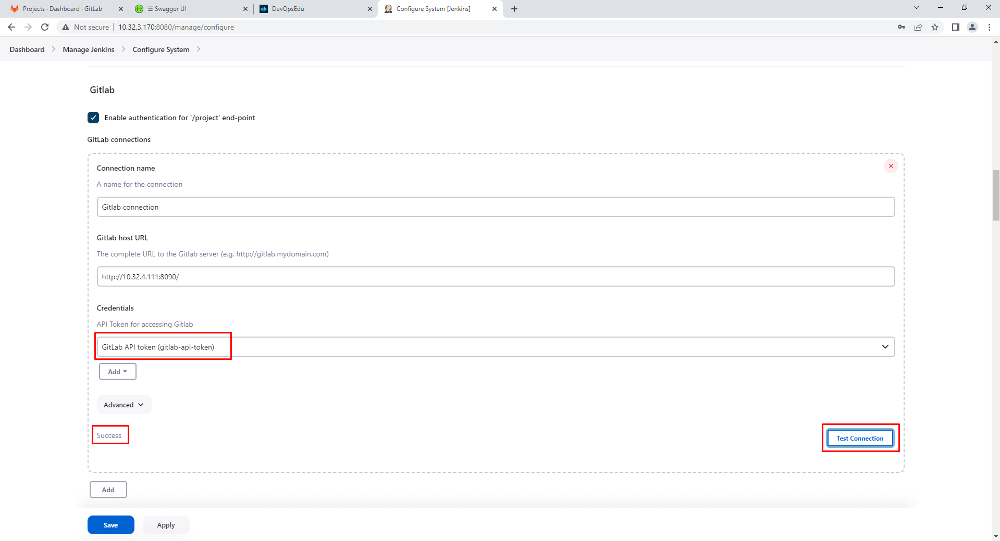 Projects · Dashboard · GitLab
Swagger UI
DevOpsEdu
Configure System [Jenkins]
Not secure
10.32.3.170:8080/manage/configure
Dashboard
Manage Jenkins
Configure System
Gitlab
Enable authentication for '/project' end-point
GitLab connections
Connection name
A name for the connection
Gitlab connection
Gitlab host URL
The complete URL to the Gitlab server (e.g. http://gitlab.mydomain.com)
http://10.32.4.111:8090/
Credentials
API Token for accessing Gitlab
GitLab API token (gitlab-api-token)
Add
Advanced
Success
Test Connection
Add
Save
Apply